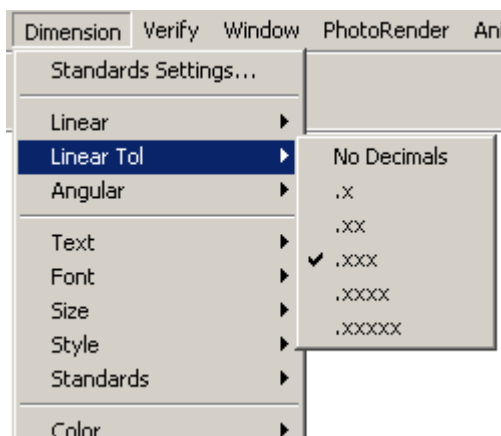 Dimension Verify Window PhotoRender Ani
Standards Settings...
Linear
Linear Tol
Angular
Text
Font
Size
Style
Standards
Color
No Decimals
.x
.xx
.xxx
.xxxx
.xxxxx